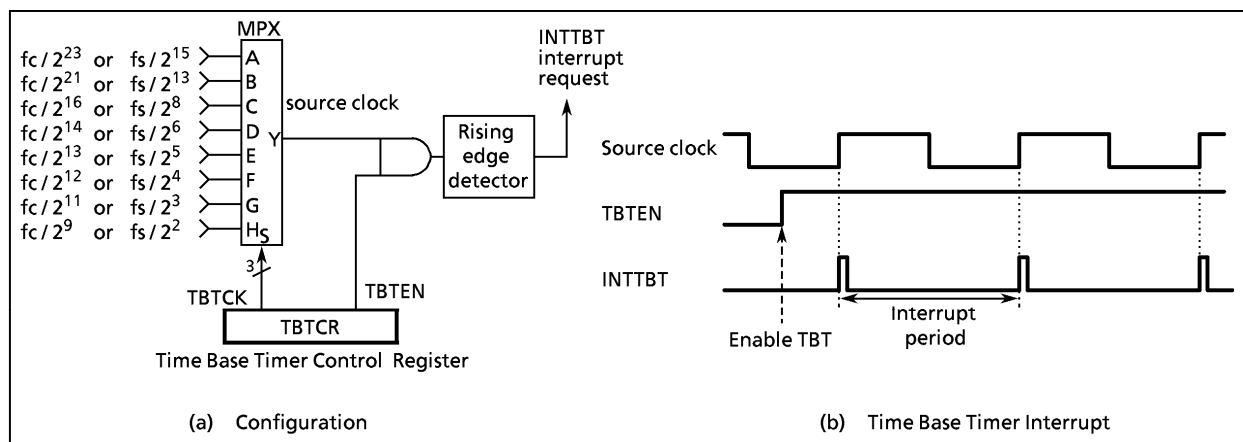 MPX
fc/2^23 or fs/2^15 A
fc/2^21 or fs/2^13 B
fc/2^16 or fs/2^8 C
fc/2^14 or fs/2^6 D
fc/2^13 or fs/2^5 E
fc/2^12 or fs/2^4 F
fc/2^11 or fs/2^3 G
fc/2^9 or fs/2^2 H
S
Y
source clock
Rising
edge
detector
INTTBT
interrupt
request
3
TBTCK
TBTEN
TBTCR
Time Base Timer Control Register
(a) Configuration
Source clock
TBTEN
INTTBT
Enable TBT
Interrupt
period
(b) Time Base Timer Interrupt